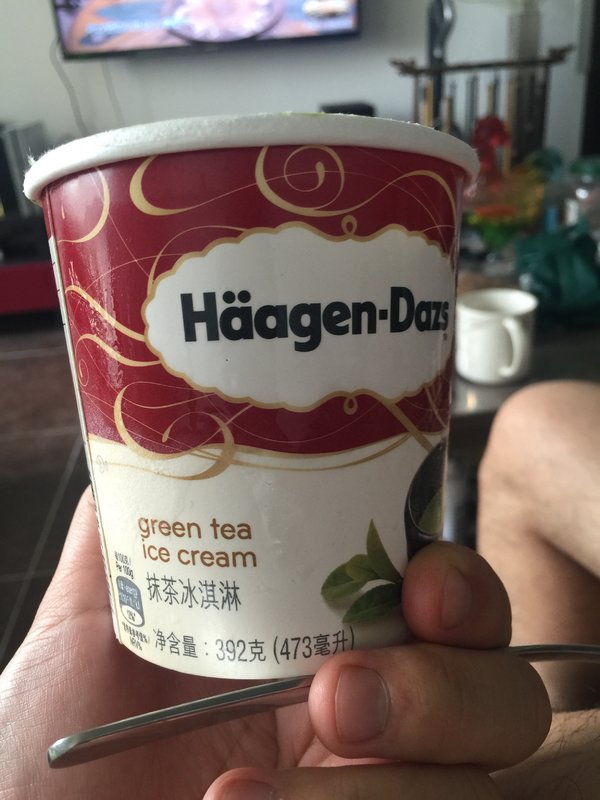 Häagen-Dazs
green tea
ice cream
抹茶冰淇淋
净含量：392克 (473毫升)